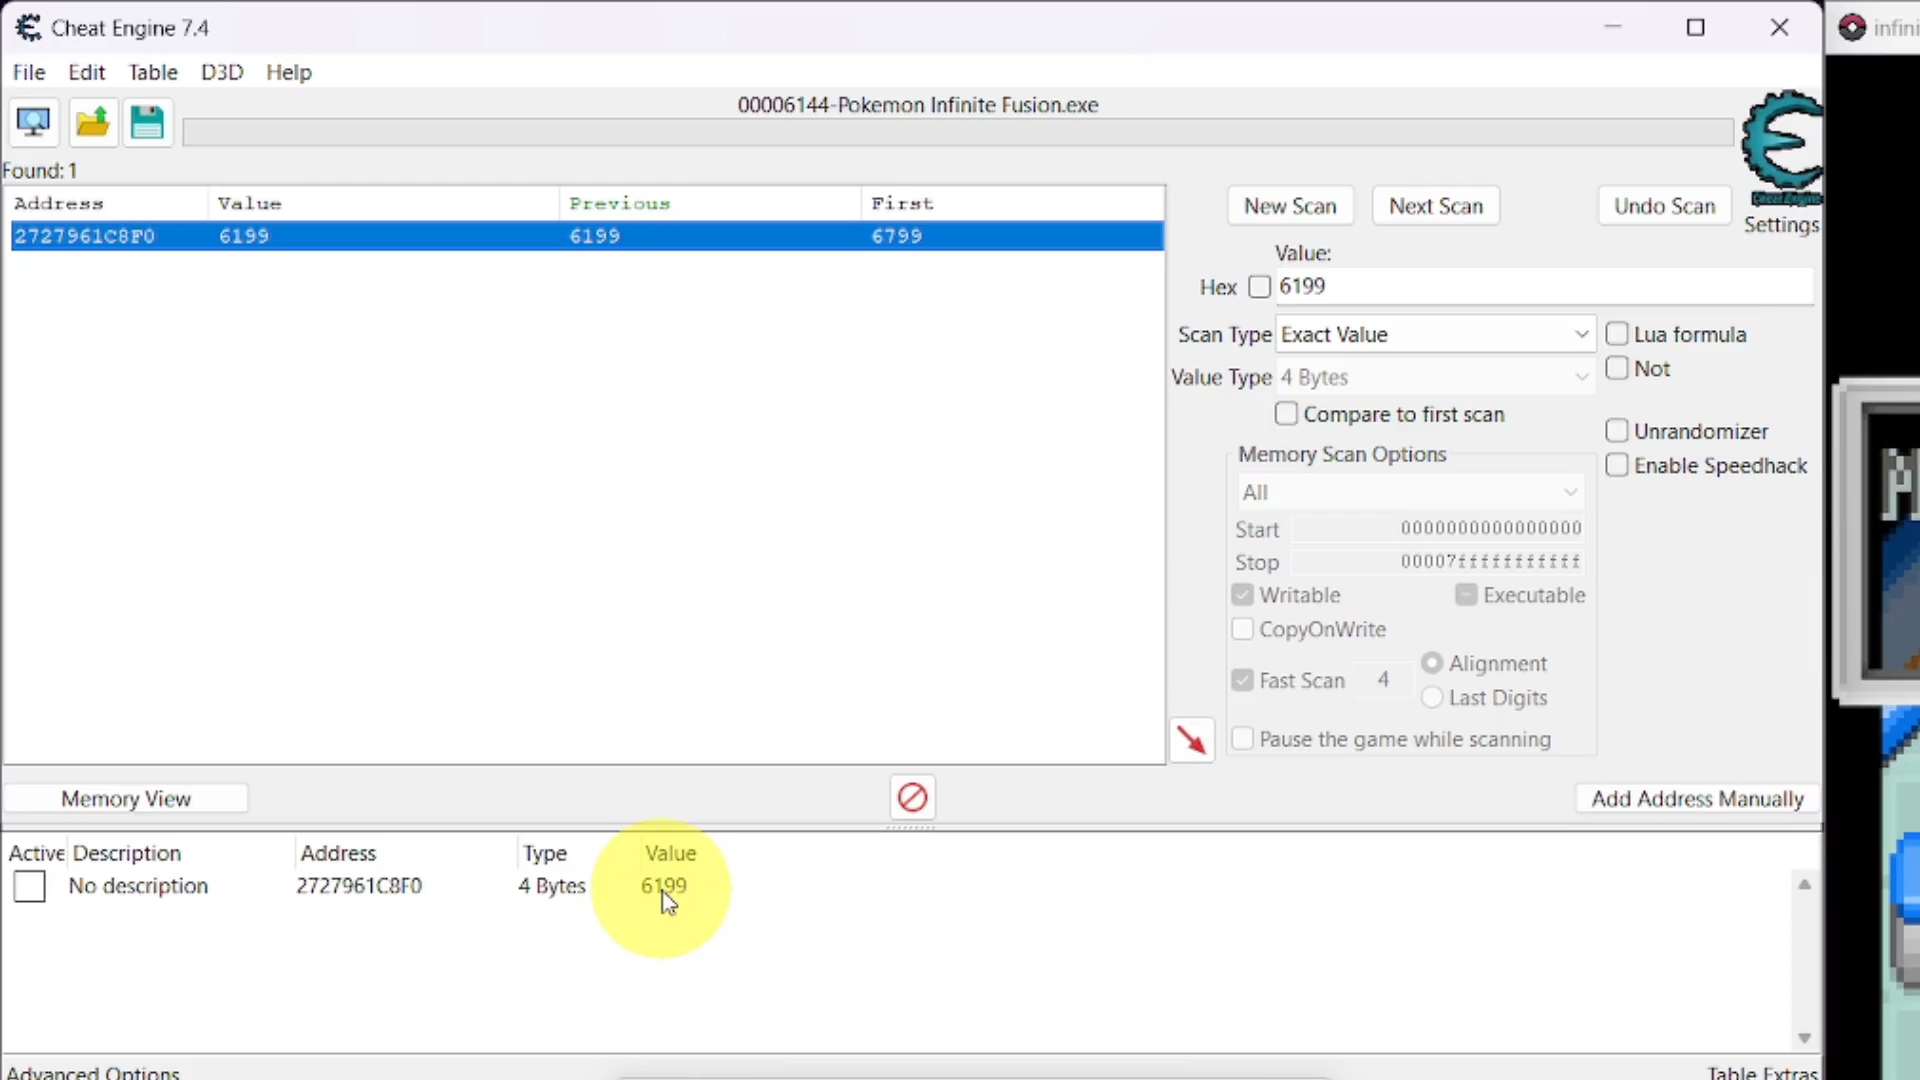 Cheat Engine 7.4
infini
File Edit Table D3D Help
00006144-Pokemon Infinite Fusion.exe
Found: 1
Address Value Previous First
2727961C8F0 6199 6199 6799
New Scan Next Scan Undo Scan
Cheat Engine
Settings
Value:
Hex 6199
Scan Type Exact Value Lua formula
Value Type 4 Bytes Not
Compare to first scan
Unrandomizer
Memory Scan Options
Enable Speedhack
All
Start 0000000000000000
Stop 00007fffffffffff
Writable Executable
CopyOnWrite
Fast Scan 4 Alignment
Last Digits
Pause the game while scanning
Memory View Add Address Manually
Active Description Address Type Value
No description 2727961C8F0 4 Bytes 6199
Advanced Options Table Extras